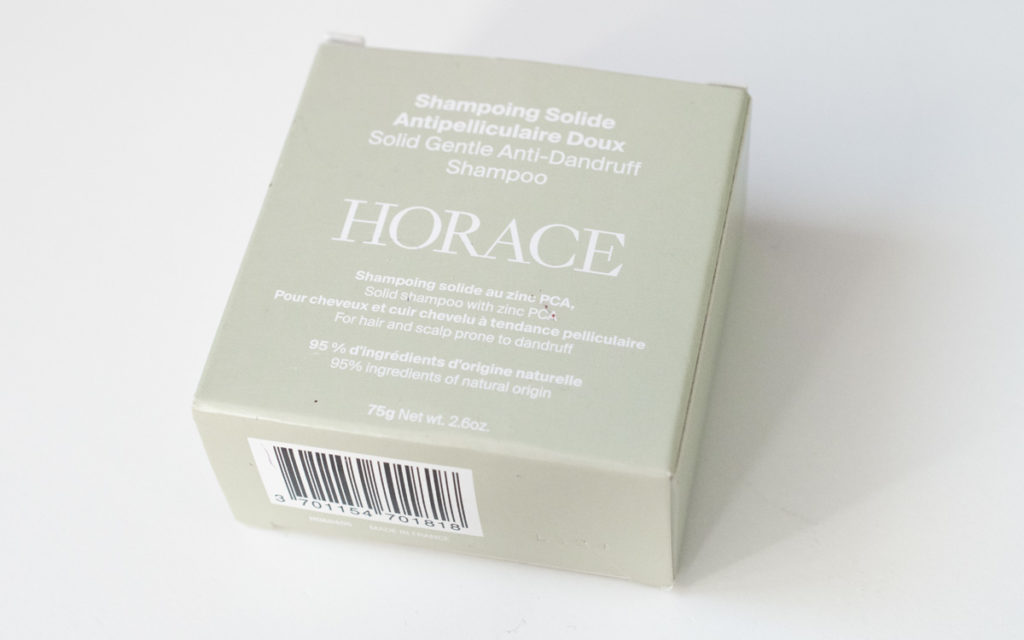 Shampoing Solide
Antipelliculaire Doux
Solid Gentle Anti-Dandruff
Shampoo
HORACE
Shampoing solide au zinc PCA,
Solid shampoo with zinc PCA
Pour cheveux et cuir chevelu à tendance pelliculaire
For hair and scalp prone to dandruff
95 % d'ingrédients d'origine naturelle
95% ingredients of natural origin
75g Net wt. 2.6oz.
3 701154 701818
MADE IN FRANCE